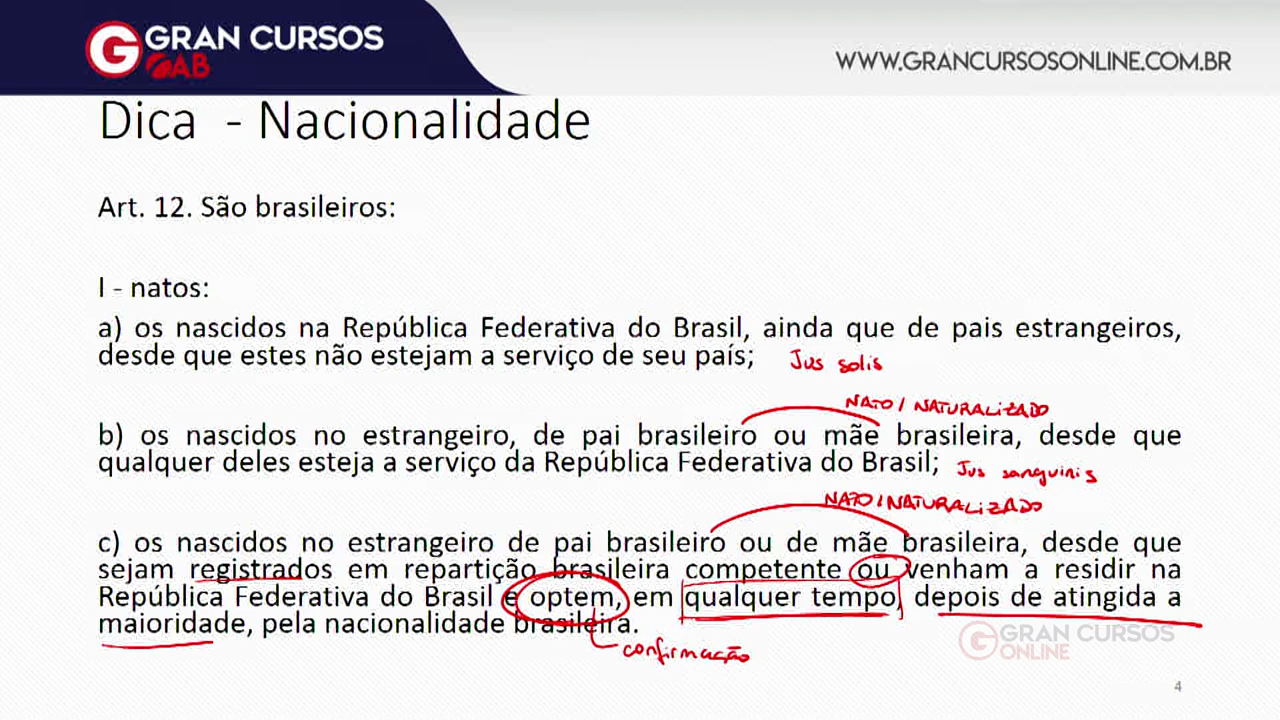 GRAN CURSOS
OAB
WWW.GRANCURSOSONLINE.COM.BR
Dica - Nacionalidade
Art. 12. São brasileiros:
I - natos:
a) os nascidos na República Federativa do Brasil, ainda que de pais estrangeiros,
desde que estes não estejam a serviço de seu país; Jus solis
NATO / NATURALIZADO
b) os nascidos no estrangeiro, de pai brasileiro ou mãe brasileira, desde que
qualquer deles esteja a serviço da República Federativa do Brasil; Jus sanguinis
NATO / NATURALIZADO
c) os nascidos no estrangeiro de pai brasileiro ou de mãe brasileira, desde que
sejam registrados em repartição brasileira competente ou venham a residir na
República Federativa do Brasil e optem, em qualquer tempo, depois de atingida a
maioridade, pela nacionalidade brasileira.
confirmação
GRAN CURSOS
ONLINE
4